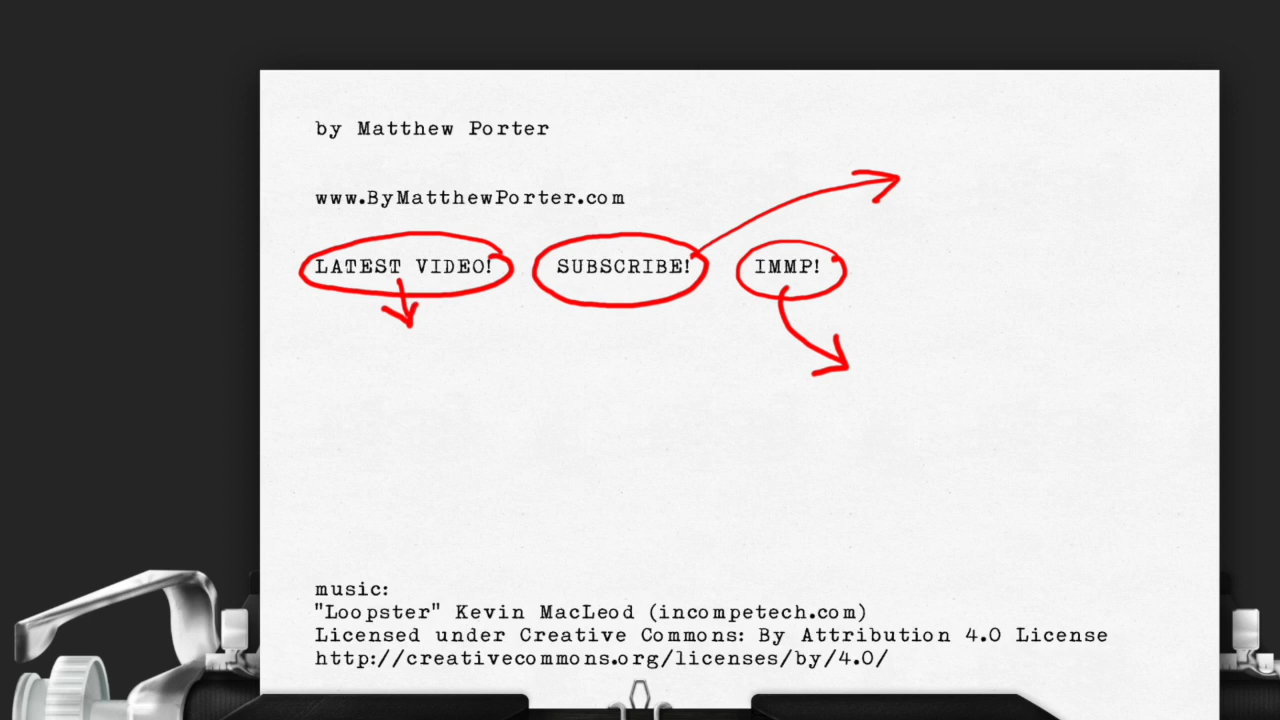 by Matthew Porter
www.ByMatthewPorter.com
LATEST VIDEO! SUBSCRIBE! IMMP!
music:
"Loopster" Kevin MacLeod (incompetech.com)
Licensed under Creative Commons: By Attribution 4.0 License
http://creativecommons.org/licenses/by/4.0/